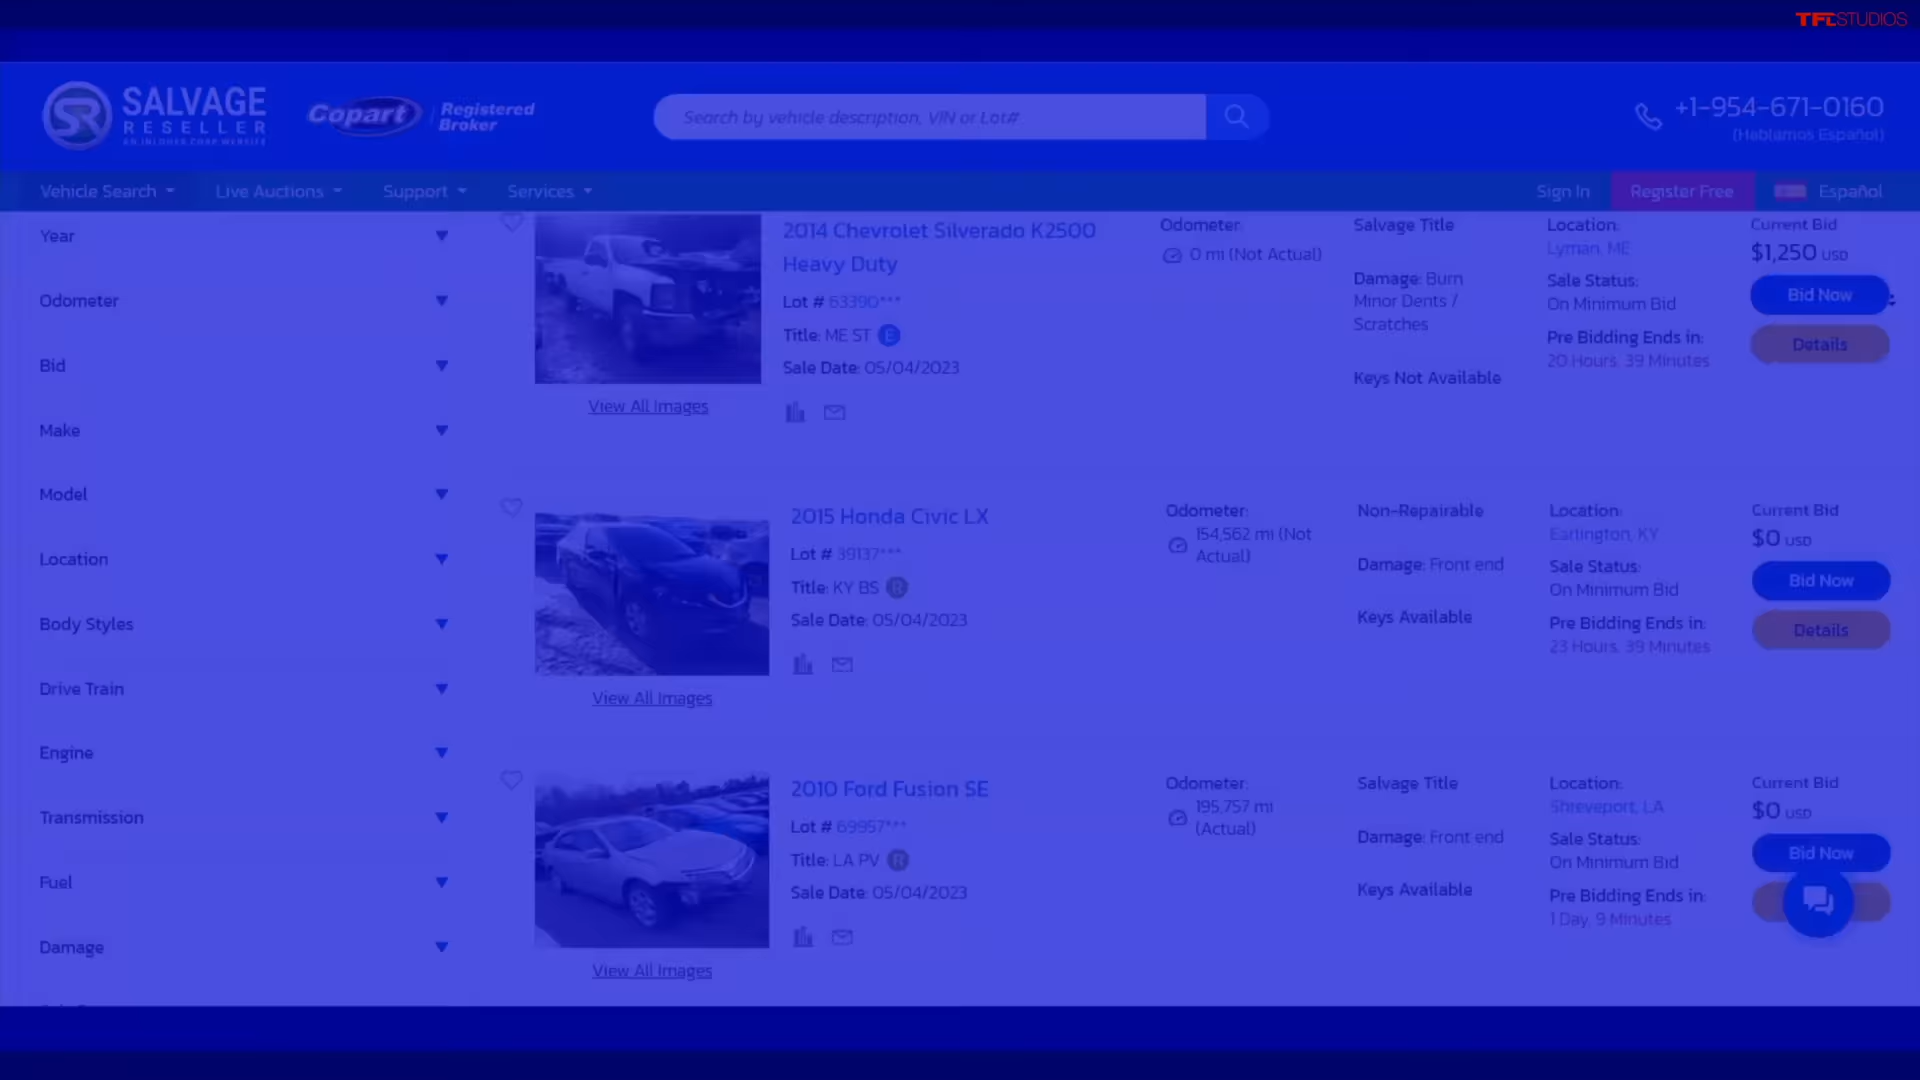 TFLSTUDIOS
SALVAGE
RESELLER
Copart
Registered
Broker
Search by vehicle description, VIN or Lot#
+1-954-671-0160
(Hablamos Español)
Vehicle Search
Live Auctions
Support
Services
Sign In
Register Free
Español
Year
Odometer
Bid
Make
Model
Location
Body Styles
Drive Train
Engine
Transmission
Fuel
Damage
2014 Chevrolet Silverado K2500
Heavy Duty
Lot # 63390***
Title: ME ST E
Sale Date: 05/04/2023
View All Images
Odometer:
0 mi (Not Actual)
Salvage Title
Damage: Burn
Minor Dents /
Scratches
Keys Not Available
Location:
Lyman, ME
Sale Status:
On Minimum Bid
Pre Bidding Ends in:
20 Hours, 39 Minutes
Current Bid
$1,250 USD
Bid Now
Details
2015 Honda Civic LX
Lot # 39137***
Title: KY BS R
Sale Date: 05/04/2023
View All Images
Odometer:
154,562 mi (Not
Actual)
Non-Repairable
Damage: Front end
Keys Available
Location:
Earlington, KY
Sale Status:
On Minimum Bid
Pre Bidding Ends in:
23 Hours, 39 Minutes
Current Bid
$0 USD
Bid Now
Details
2010 Ford Fusion SE
Lot # 69957***
Title: LA PV R
Sale Date: 05/04/2023
View All Images
Odometer:
195,757 mi
(Actual)
Salvage Title
Damage: Front end
Keys Available
Location:
Shreveport, LA
Sale Status:
On Minimum Bid
Pre Bidding Ends in:
1 Day, 9 Minutes
Current Bid
$0 USD
Bid Now